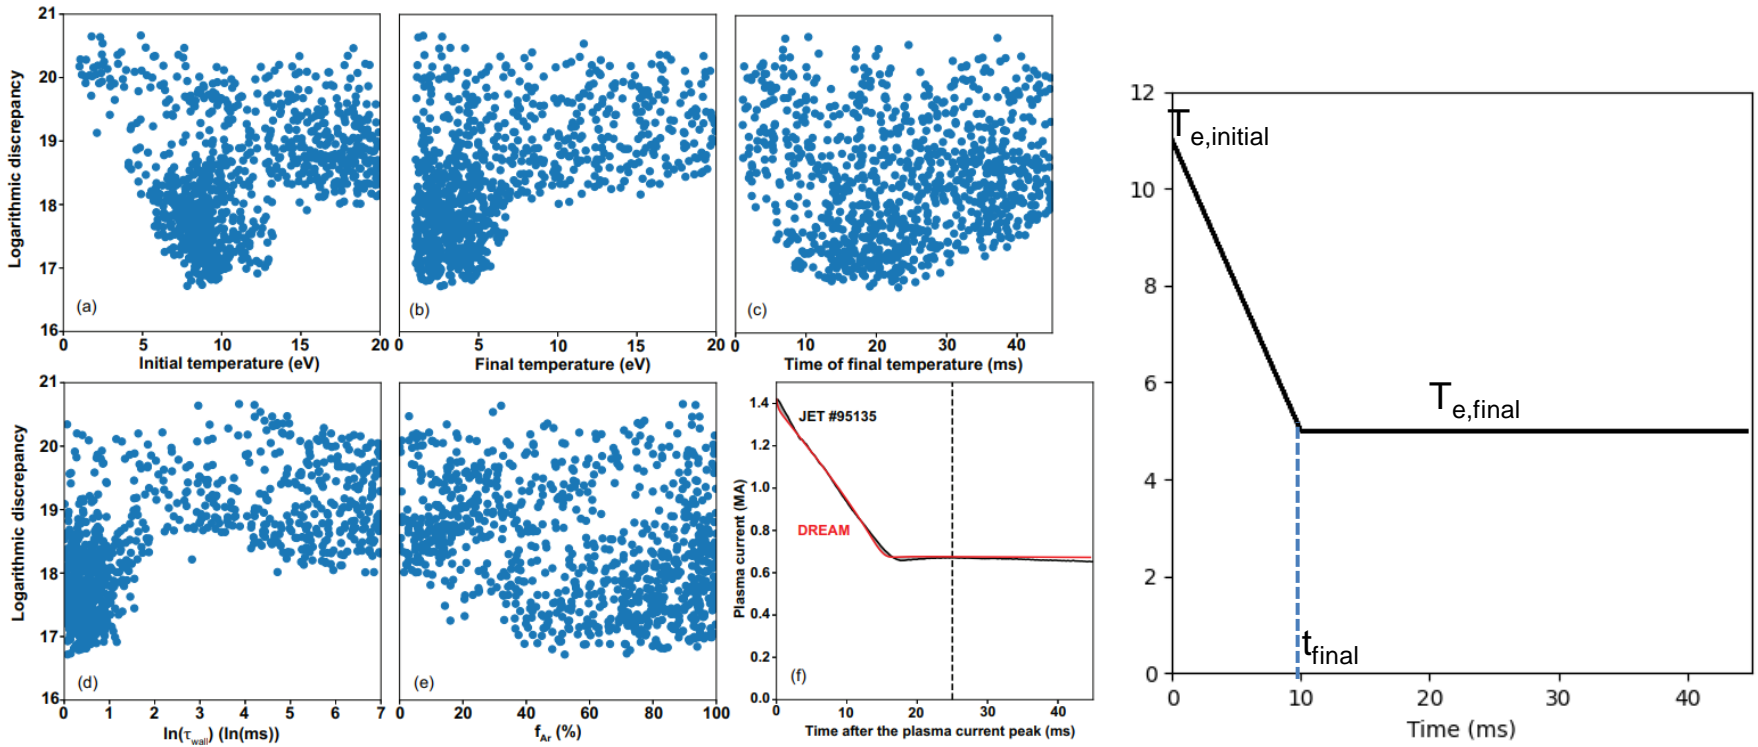 Logarithmic discrepancy
21
20
19
18
17
16
(a)
0 5 10 15 20
Initial temperature (eV)
(b)
0 5 10 15 20
Final temperature (eV)
(c)
0 10 20 30 40
Time of final temperature (ms)
Logarithmic discrepancy
21
20
19
18
17
16
(d)
0 1 2 3 4 5 6 7
ln(τwall) (ln(ms))
(e)
0 20 40 60 80 100
fAr (%)
Plasma current (MA)
1.4
1.2
1.0
0.8
0.6
0.4
0.2
0.0
JET #95135
DREAM
(f)
0 10 20 30 40
Time after the plasma current peak (ms)
12
10
8
6
4
2
0
Te,initial
Te,final
tfinal
0 10 20 30 40
Time (ms)